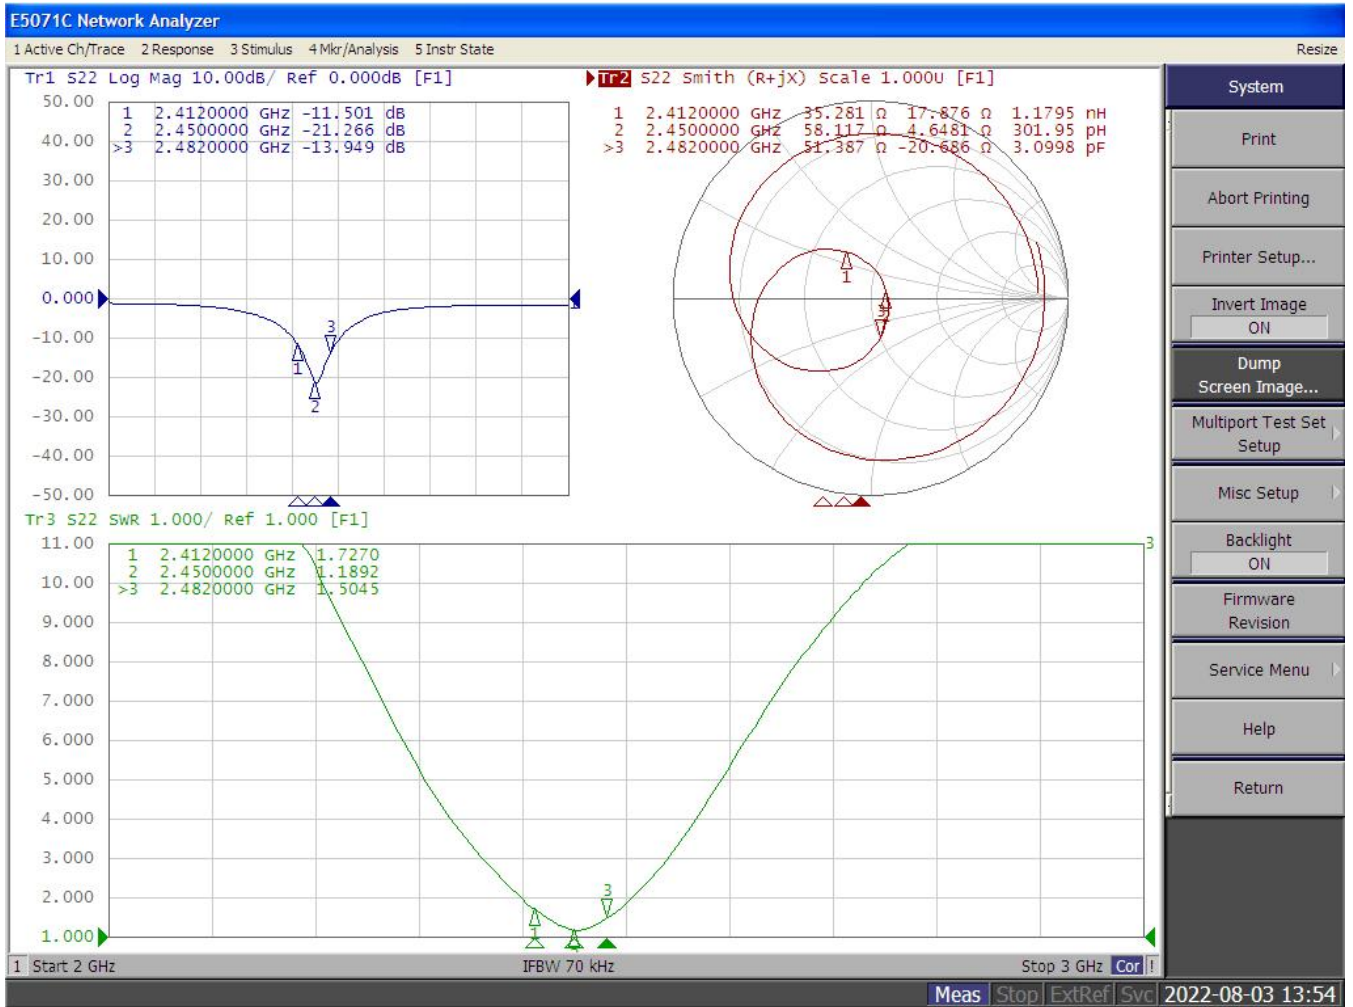 E5071C Network Analyzer
1 Active Ch/Trace 2 Response 3 Stimulus 4 Mkr/Analysis 5 Instr State Resize
Tr1 S22 Log Mag 10.00dB/ Ref 0.000dB [F1]
50.00
40.00
30.00
20.00
10.00
0.000
-10.00
-20.00
-30.00
-40.00
-50.00
1 2.4120000 GHz -11.501 dB
2 2.4500000 GHz -21.266 dB
>3 2.4820000 GHz -13.949 dB
1
2
3
Tr2 S22 Smith (R+jX) Scale 1.000U [F1]
1 2.4120000 GHz 35.281 Ω 17.876 Ω 1.1795 nH
2 2.4500000 GHz 58.117 Ω 4.6481 Ω 301.95 pH
>3 2.4820000 GHz 51.387 Ω -20.686 Ω 3.0998 pF
1
3
Tr3 S22 SWR 1.000/ Ref 1.000 [F1]
11.00
10.00
9.000
8.000
7.000
6.000
5.000
4.000
3.000
2.000
1.000
1 2.4120000 GHz 1.7270
2 2.4500000 GHz 1.1892
>3 2.4820000 GHz 1.5045
3
1
3
1 Start 2 GHz IFBW 70 kHz Stop 3 GHz Cor !
System
Print
Abort Printing
Printer Setup...
Invert Image
ON
Dump
Screen Image...
Multiport Test Set
Setup
Misc Setup
Backlight
ON
Firmware
Revision
Service Menu
Help
Return
Meas Stop ExtRef Svc 2022-08-03 13:54